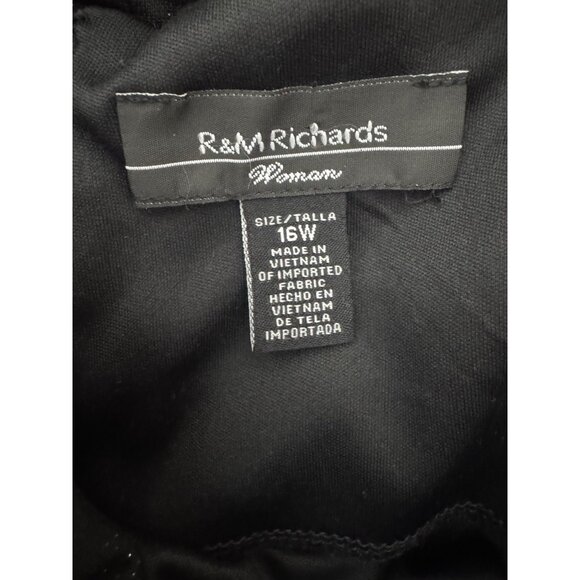 R&M Richards
Woman
SIZE/TALLA
16W
MADE IN
VIETNAM
OF IMPORTED
FABRIC
HECHO EN
VIETNAM
DE TELA
IMPORTADA